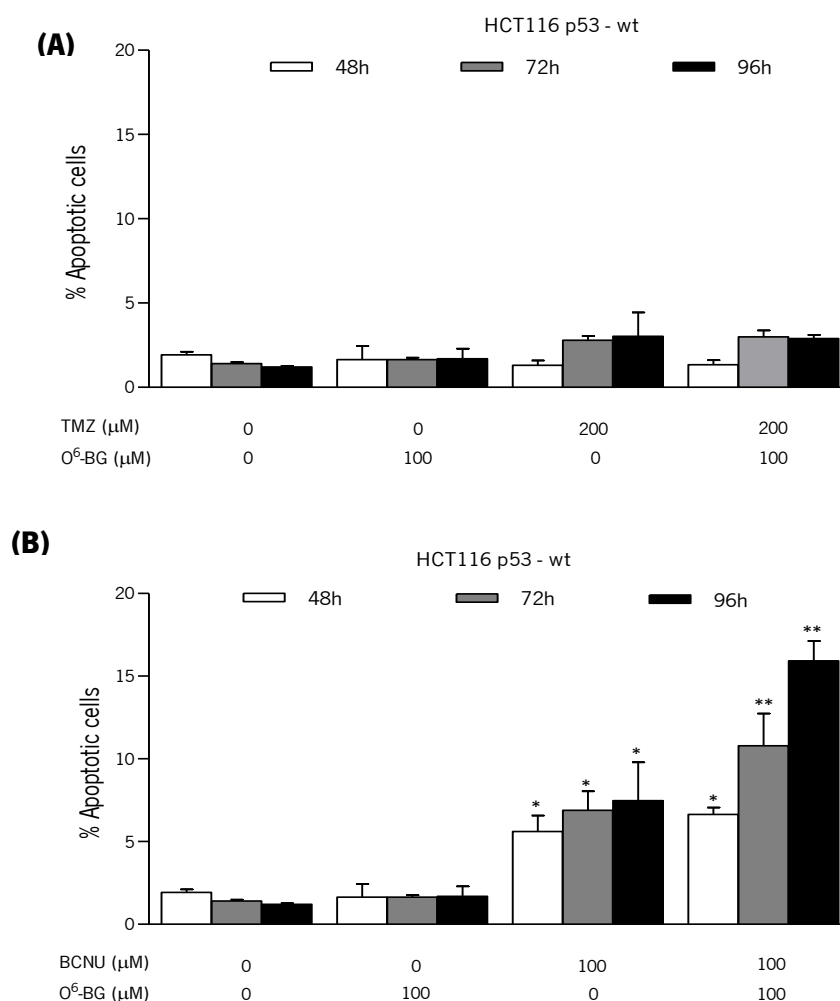 (A)
HCT116 p53 - wt
48h 72h 96h
20
15
10
5
0
% Apoptotic cells
TMZ (μM) 0 0 200 200
O⁶-BG (μM) 0 100 0 100
(B)
HCT116 p53 - wt
48h 72h 96h
20
15
10
5
0
% Apoptotic cells
* * * * ** **
BCNU (μM) 0 0 100 100
O⁶-BG (μM) 0 100 0 100